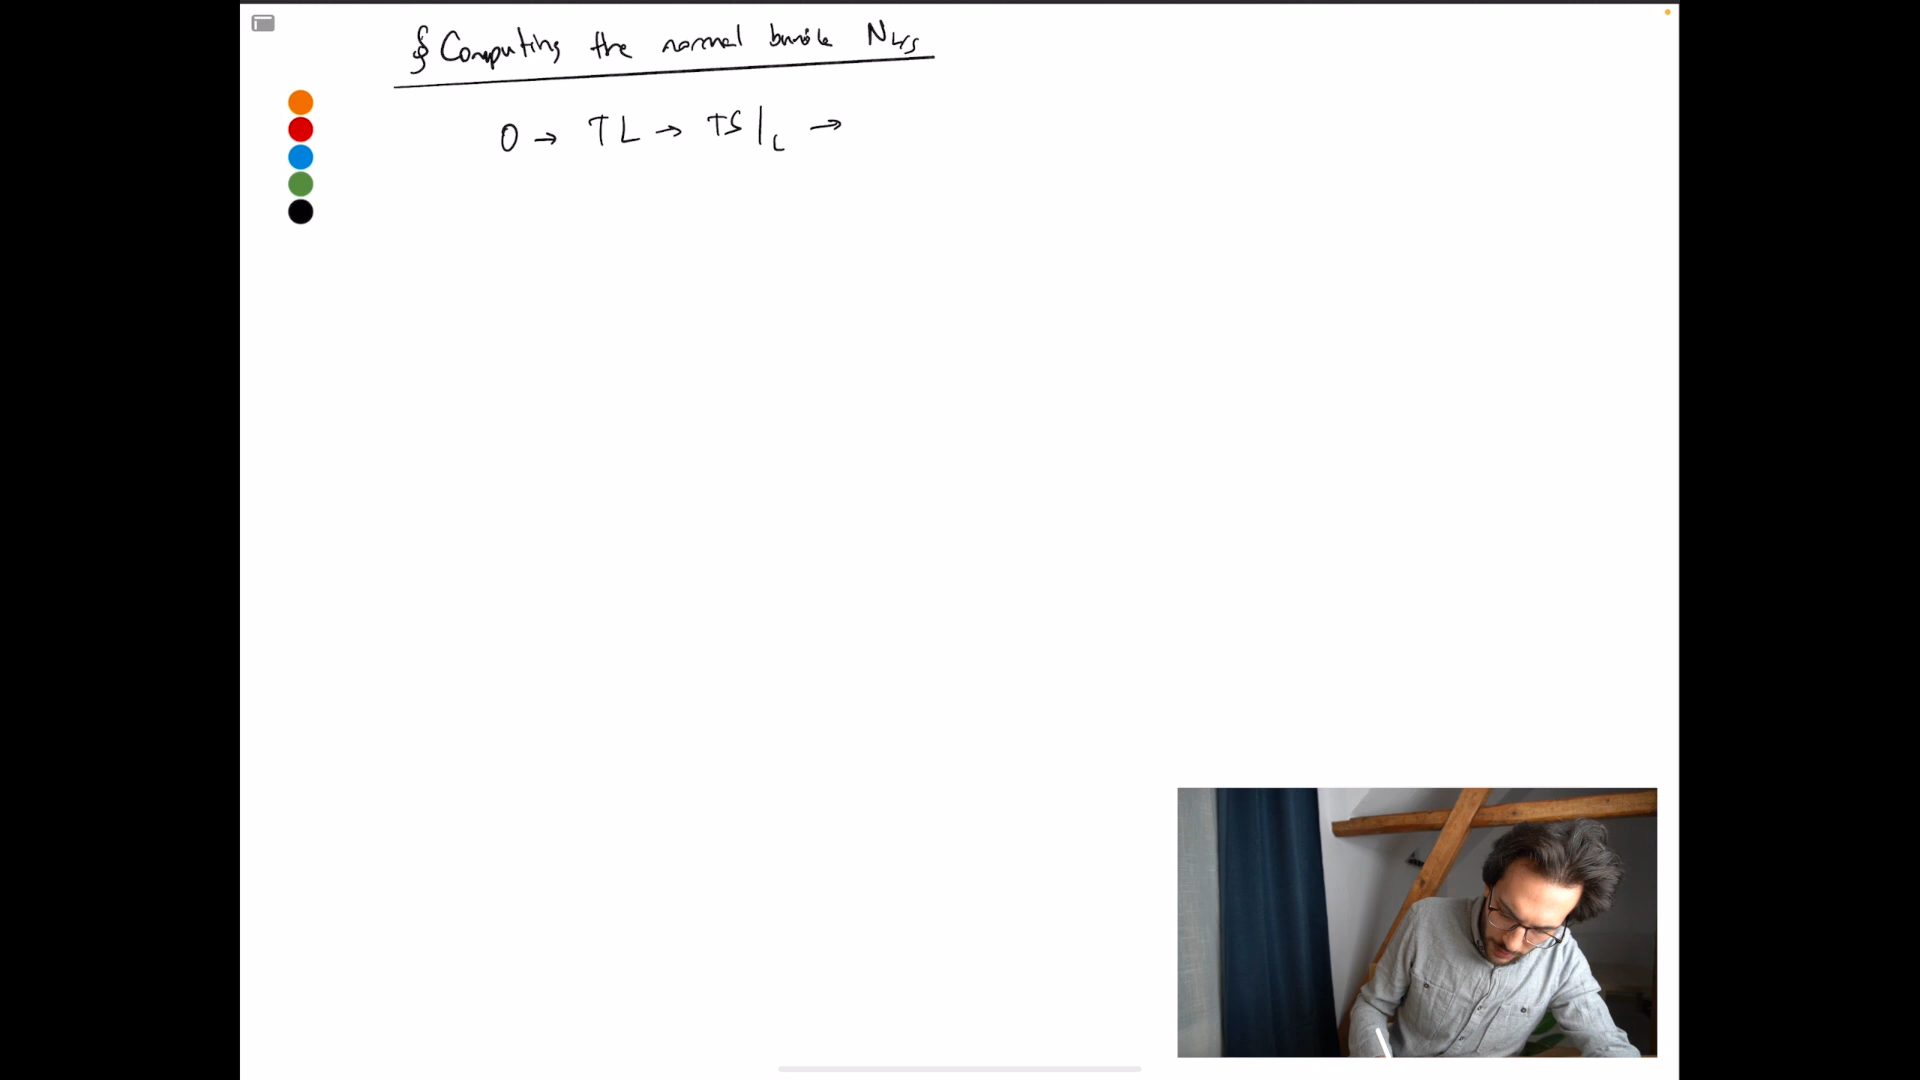 § Computing the normal bundle N_{L/S}
0 → TL → TS|_L →